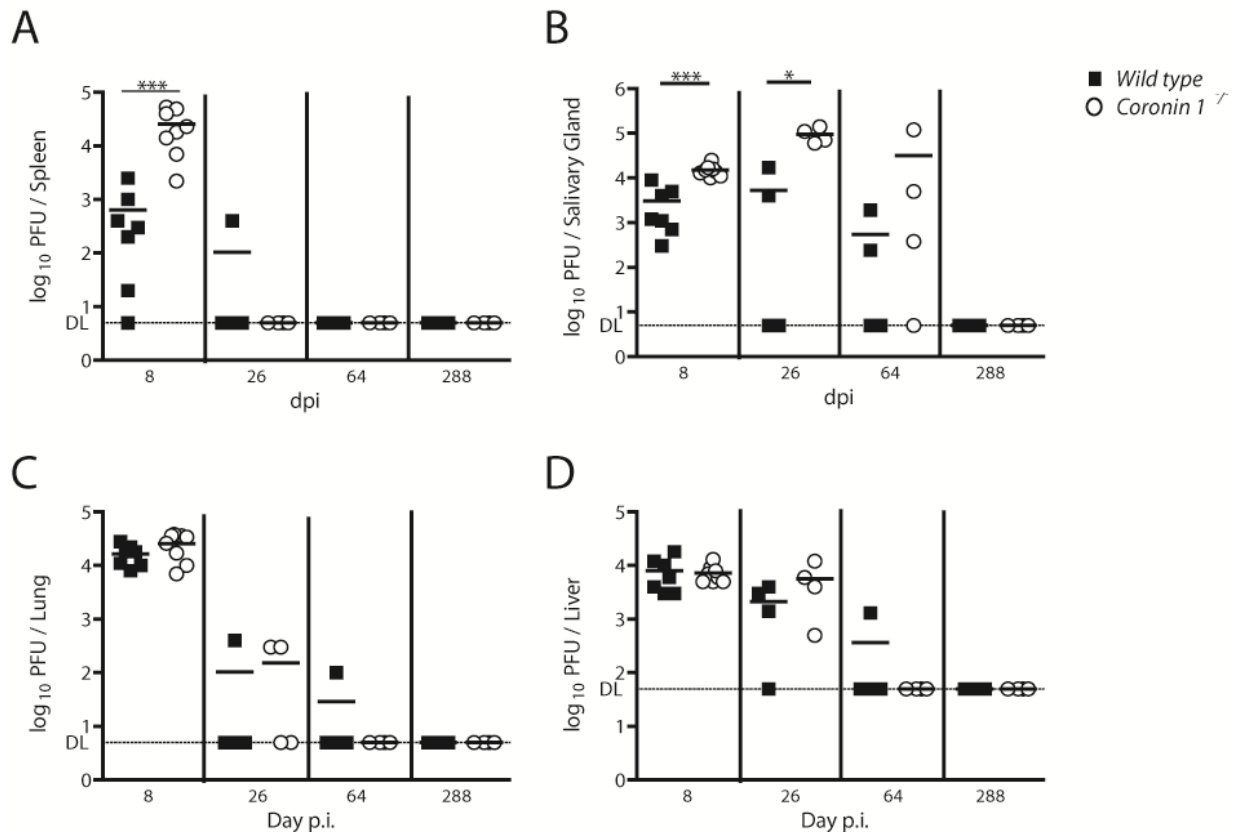 A
log10 PFU / Spleen
5
4
3
2
1
DL
0
***
8 26 64 288
dpi
B
log10 PFU / Salivary Gland
6
5
4
3
2
1
DL
0
*** *
8 26 64 288
dpi
Wild type
Coronin 1 -/-
C
log10 PFU / Lung
5
4
3
2
1
DL
0
8 26 64 288
Day p.i.
D
log10 PFU / Liver
5
4
3
2
DL
1
0
8 26 64 288
Day p.i.